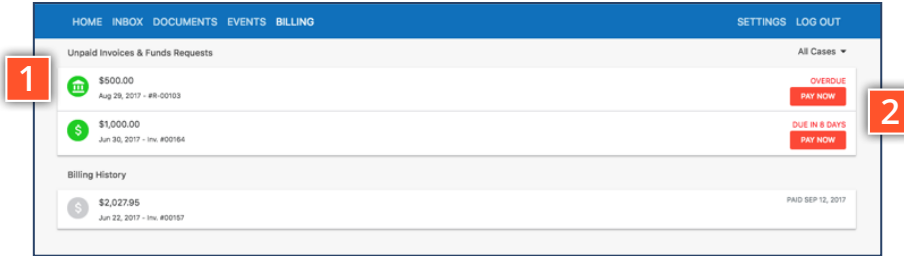 HOME INBOX DOCUMENTS EVENTS BILLING SETTINGS LOG OUT
Unpaid Invoices & Funds Requests All Cases
1
$500.00 OVERDUE
Aug 29, 2017 - #R-00103 PAY NOW
2
$ $1,000.00 DUE IN 8 DAYS
Jun 30, 2017 - Inv. #00164 PAY NOW
Billing History
$ $2,027.95 PAID SEP 12, 2017
Jun 22, 2017 - Inv. #00157